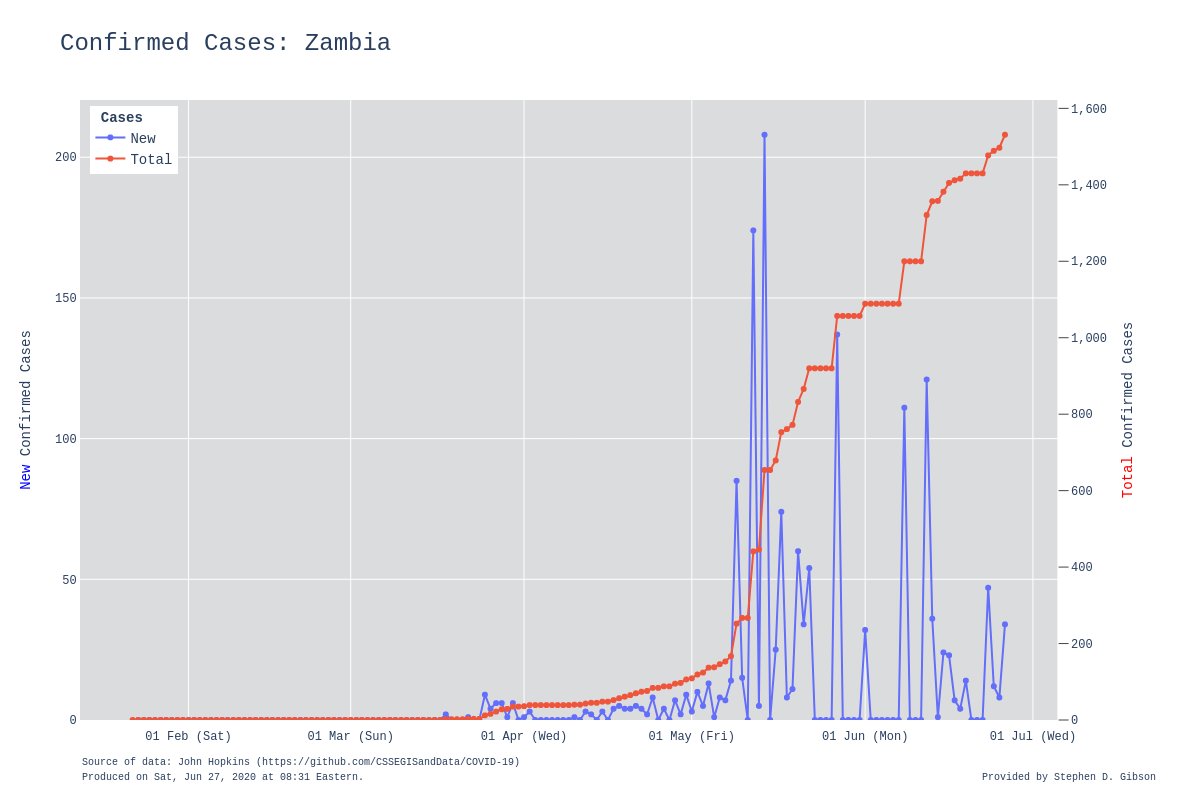 Confirmed Cases: Zambia
Cases
New
Total
200
150
100
50
0
1,600
1,400
1,200
1,000
800
600
400
200
0
New Confirmed Cases
Total Confirmed Cases
01 Feb (Sat)
01 Mar (Sun)
01 Apr (Wed)
01 May (Fri)
01 Jun (Mon)
01 Jul (Wed)
Source of data: John Hopkins (https://github.com/CSSEGISandData/COVID-19)
Produced on Sat, Jun 27, 2020 at 08:31 Eastern.
Provided by Stephen D. Gibson